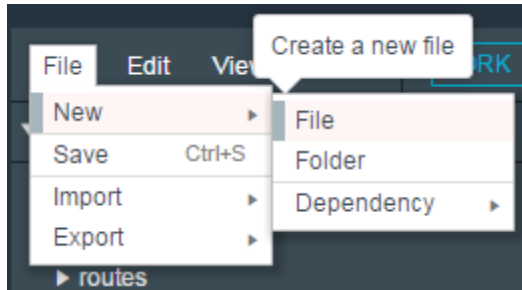 Create a new file
File Edit
New
Save Ctrl+S
Import
Export
File
Folder
Dependency
routes